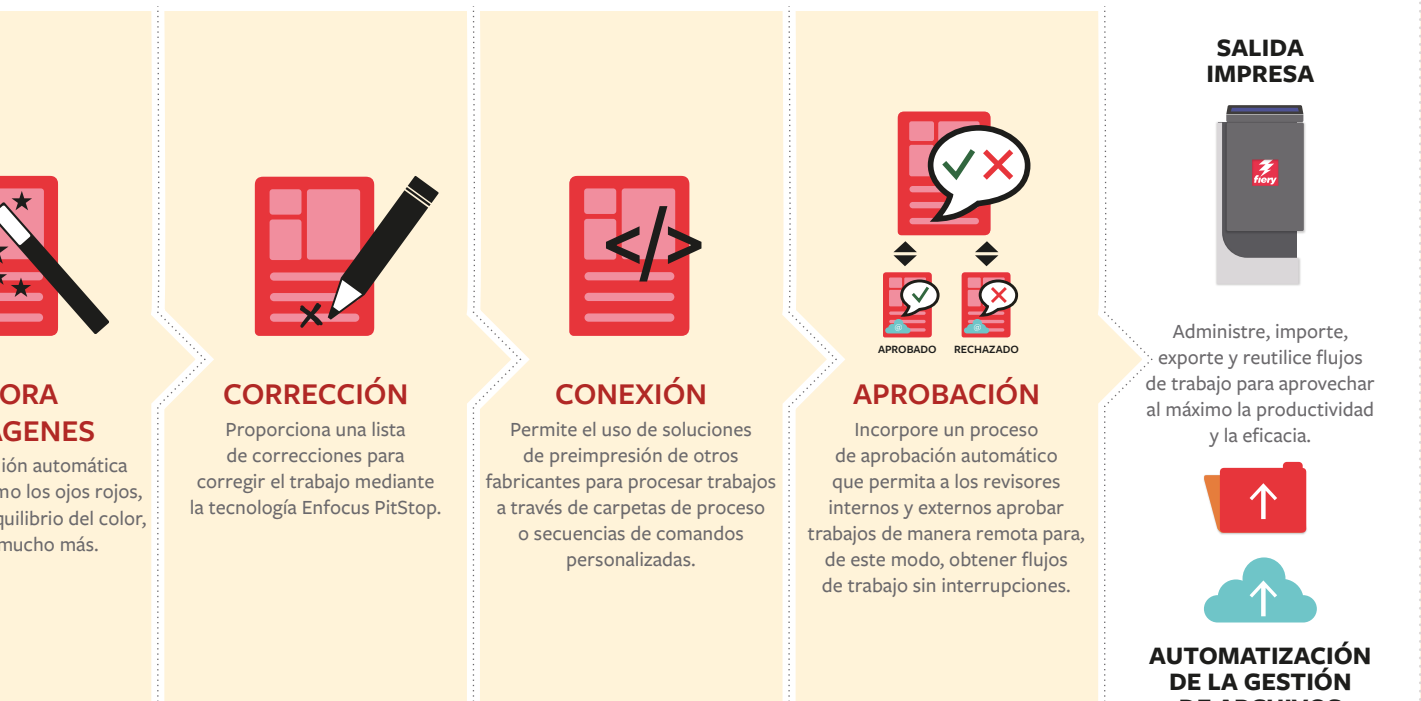 ORA
GENES
ión automática
mo los ojos rojos,
quilibrio del color,
mucho más.
CORRECCIÓN
Proporciona una lista
de correcciones para
corregir el trabajo mediante
la tecnología Enfocus PitStop.
</>
CONEXIÓN
Permite el uso de soluciones
de preimpresión de otros
fabricantes para procesar trabajos
a través de carpetas de proceso
o secuencias de comandos
personalizadas.
APROBADO RECHAZADO
APROBACIÓN
Incorpore un proceso
de aprobación automático
que permita a los revisores
internos y externos aprobar
trabajos de manera remota para,
de este modo, obtener flujos
de trabajo sin interrupciones.
SALIDA
IMPRESA
fiery
Administre, importe,
exporte y reutilice flujos
de trabajo para aprovechar
al máximo la productividad
y la eficacia.
AUTOMATIZACIÓN
DE LA GESTIÓN
DE ARCHIVOS